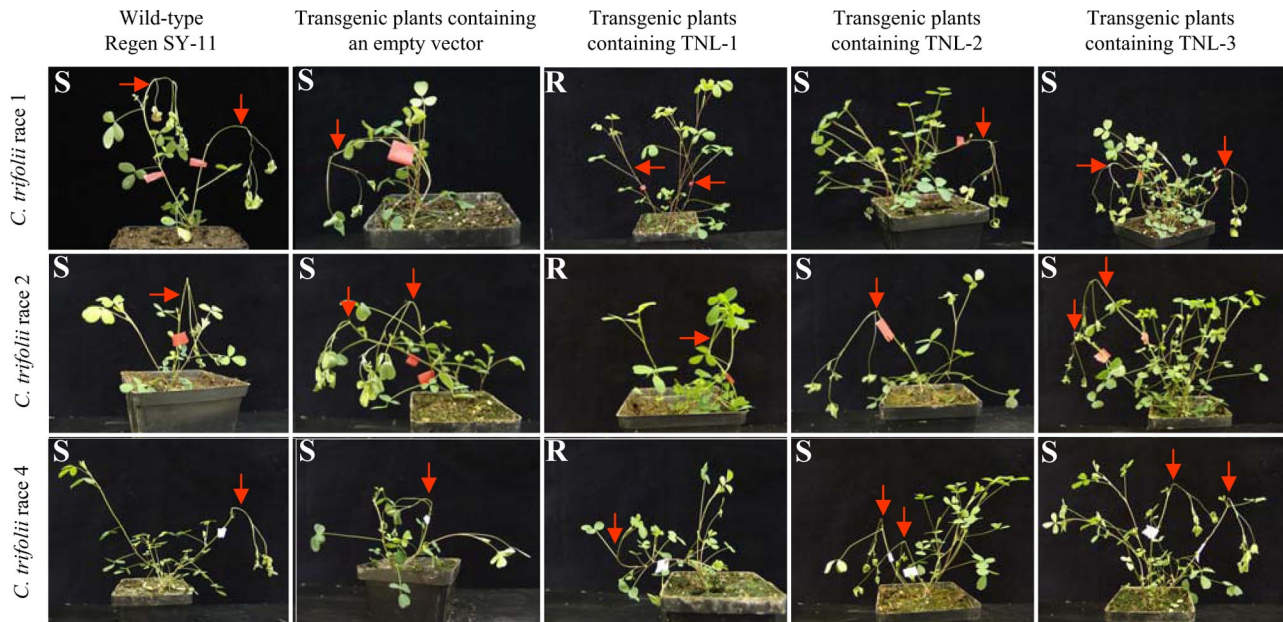 Wild-type
Regen SY-11
Transgenic plants containing
an empty vector
Transgenic plants
containing TNL-1
Transgenic plants
containing TNL-2
Transgenic plants
containing TNL-3
C. trifolii race 1
S
S
R
S
S
C. trifolii race 2
S
S
R
S
S
C. trifolii race 4
S
S
R
S
S